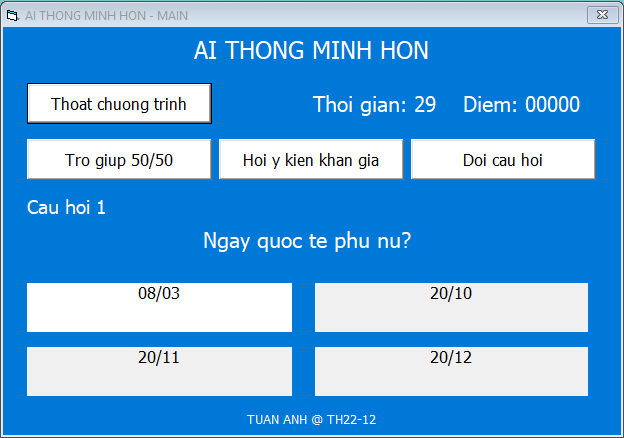 AI THONG MINH HON - MAIN
AI THONG MINH HON
Thoat chuong trinh Thoi gian: 29 Diem: 00000
Tro giup 50/50 Hoi y kien khan gia Doi cau hoi
Cau hoi 1
Ngay quoc te phu nu?
08/03 20/10
20/11 20/12
TUAN ANH @ TH22-12